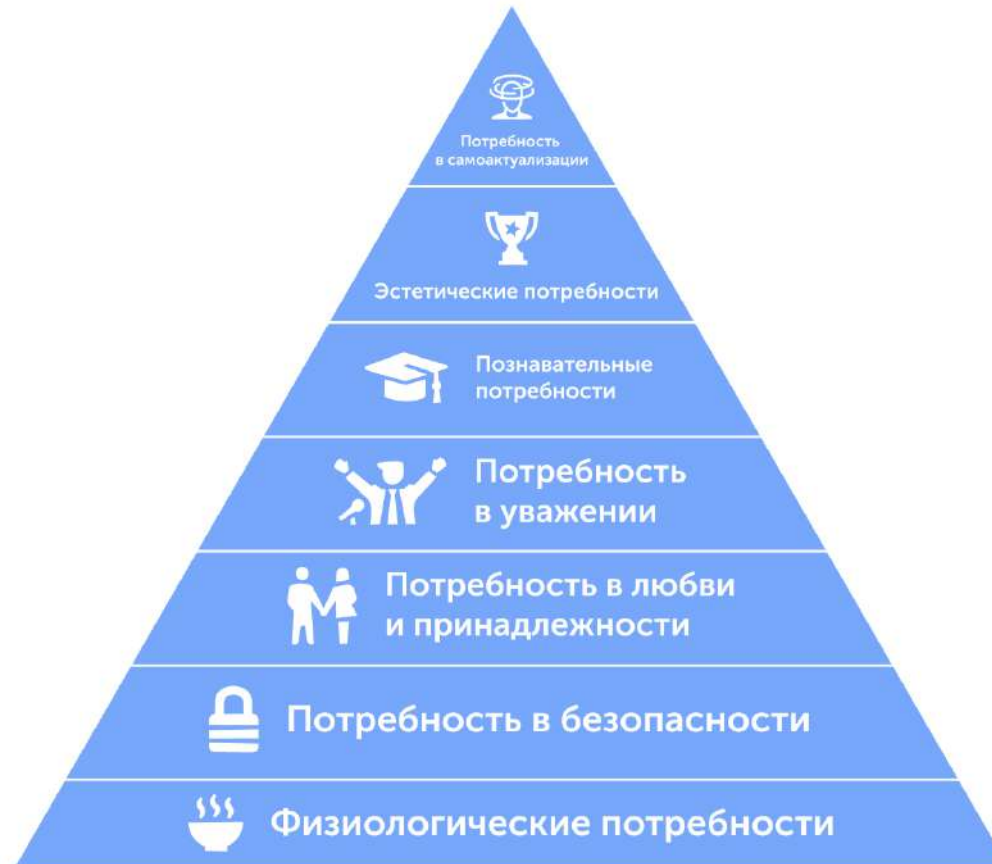 Потребность
в самоактуализации
Эстетические потребности
Познавательные
потребности
Потребность
в уважении
Потребность в любви
и принадлежности
Потребность в безопасности
Физиологические потребности